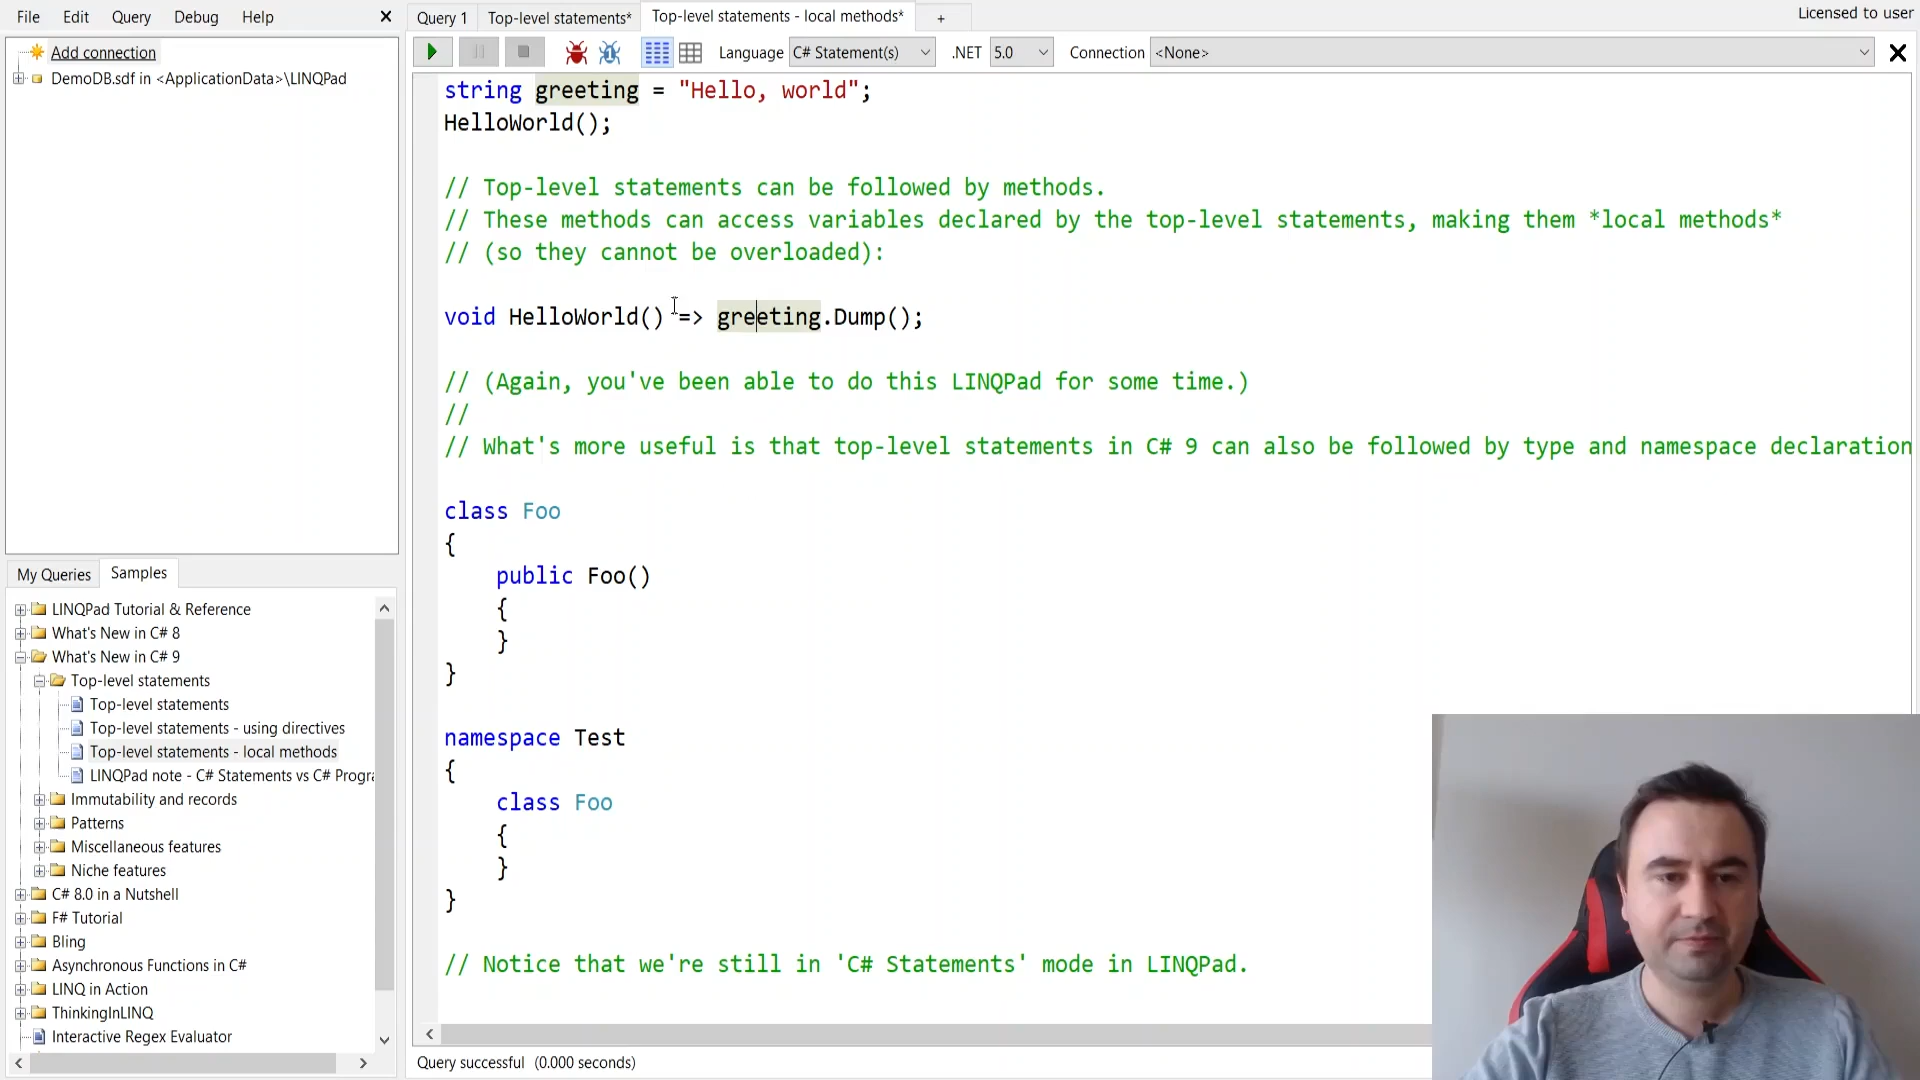 File Edit Query Debug Help
Query 1 Top-level statements* Top-level statements - local methods* +
Licensed to user
Language C# Statement(s) .NET 5.0 Connection <None>
Add connection
DemoDB.sdf in <ApplicationData>\LINQPad
string greeting = "Hello, world";
HelloWorld();
// Top-level statements can be followed by methods.
// These methods can access variables declared by the top-level statements, making them *local methods*
// (so they cannot be overloaded):
void HelloWorld() => greeting.Dump();
// (Again, you've been able to do this LINQPad for some time.)
//
// What's more useful is that top-level statements in C# 9 can also be followed by type and namespace declaration
class Foo
{
public Foo()
{
}
}
namespace Test
{
class Foo
{
}
}
// Notice that we're still in 'C# Statements' mode in LINQPad.
My Queries Samples
LINQPad Tutorial & Reference
What's New in C# 8
What's New in C# 9
Top-level statements
Top-level statements
Top-level statements - using directives
Top-level statements - local methods
LINQPad note - C# Statements vs C# Progra
Immutability and records
Patterns
Miscellaneous features
Niche features
C# 8.0 in a Nutshell
F# Tutorial
Bling
Asynchronous Functions in C#
LINQ in Action
ThinkingInLINQ
Interactive Regex Evaluator
Query successful (0.000 seconds)